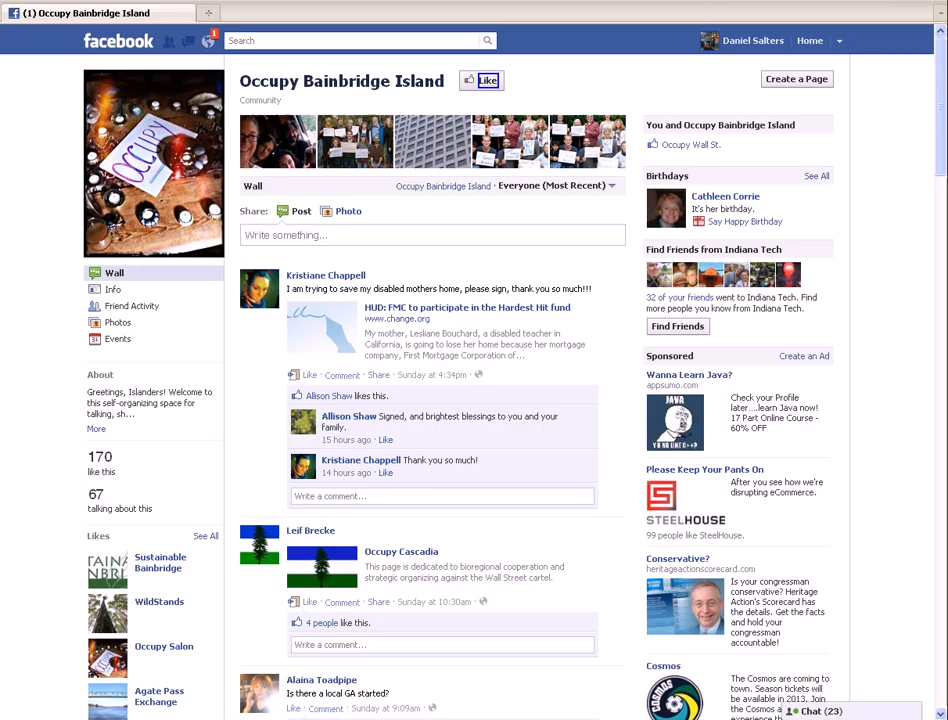 (1) Occupy Bainbridge Island
facebook
1
Search
Daniel Salters
Home
Occupy Bainbridge Island
Like
Create a Page
Community
OCCUPY
Wall
Occupy Bainbridge Island · Everyone (Most Recent)
Share: Post Photo
Write something...
Wall
Info
Friend Activity
Photos
31 Events
About
Greetings, Islanders! Welcome to
this self-organizing space for
talking, sh...
More
170
like this
67
talking about this
Likes
See All
Sustainable
Bainbridge
WildStands
Occupy Salon
Agate Pass
Exchange
Kristiane Chappell
I am trying to save my disabled mothers home, please sign, thank you so much!!!
HUD: FMC to participate in the Hardest Hit fund
www.change.org
My mother, Lesliane Bouchard, a disabled teacher in
California, is going to lose her home because her mortgage
company, First Mortgage Corporation of...
Like · Comment · Share · Sunday at 4:34pm ·
Allison Shaw likes this.
Allison Shaw Signed, and brightest blessings to you and your
family.
15 hours ago · Like
Kristiane Chappell Thank you so much!
14 hours ago · Like
Write a comment...
Leif Brecke
Occupy Cascadia
This page is dedicated to bioregional cooperation and
strategic organizing against the Wall Street cartel.
Like · Comment · Share · Sunday at 10:30am ·
4 people like this.
Write a comment...
Alaina Toadpipe
Is there a local GA started?
Like · Comment · Sunday at 9:09am ·
You and Occupy Bainbridge Island
Occupy Wall St.
Birthdays
See All
Cathleen Corrie
It's her birthday.
Say Happy Birthday
Find Friends from Indiana Tech
32 of your friends went to Indiana Tech. Find
more people you know from Indiana Tech.
Find Friends
Sponsored
Create an Ad
Wanna Learn Java?
appsumo.com
JAVA
Y U NO LIKE C++?
Check your Profile
later....learn Java now!
17 Part Online Course -
60% OFF
Please Keep Your Pants On
STEELHOUSE
After you see how we're
disrupting eCommerce.
99 people like SteelHouse.
Conservative?
heritageactionscorecard.com
Is your congressman
conservative? Heritage
Action's Scorecard has
the details. Get the facts
and hold your
congressman
accountable!
Cosmos
COSMOS
The Cosmos are coming to
town. Season tickets will
be available in 2013. Join
the Cosmos a
Chat (23)